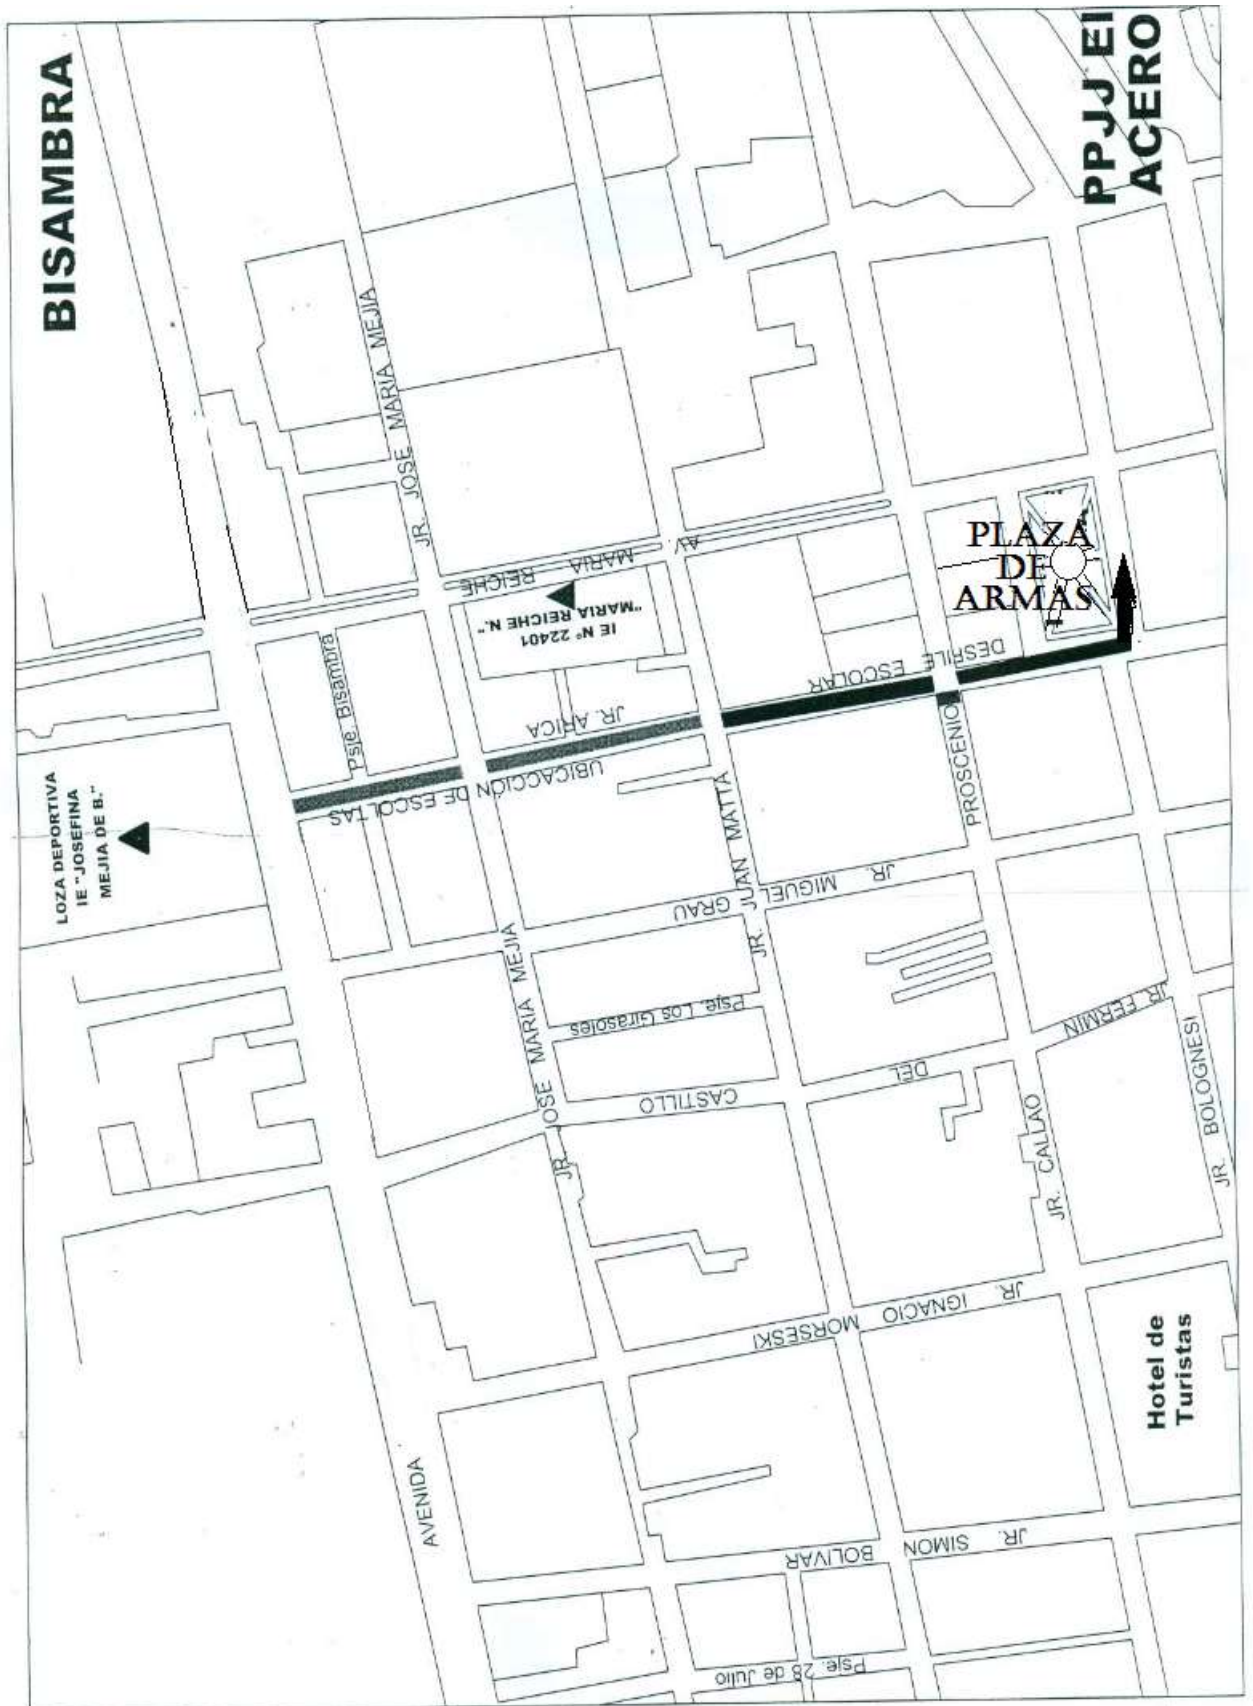 BISAMBRA
PPJJ El
ACERO
JR. JOSE MARIA MEJIA
AV. MARIA REICHE
IE Nº 22401
"MARIA REICHE N."
PLAZA
DE
ARMAS
Psje. Bisambra
JR. ARICA
UBICACCIÓN DE ESCOLTAS
DESFILE ESCOLAR
PROSCENIO
LOZA DEPORTIVA
IE "JOSEFINA
MEJIA DE B."
JR. JUAN MATTA
JR. MIGUEL GRAU
JR. JOSE MARIA MEJIA
Psje. Los Girasoles
JR FERMIN DEL CASTILLO
JR. CALLAO
JR. BOLOGNESI
JR. IGNACIO MORSESKI
Hotel de
Turistas
AVENIDA
JR. SIMON BOLIVAR
Psje. 28 de Julio